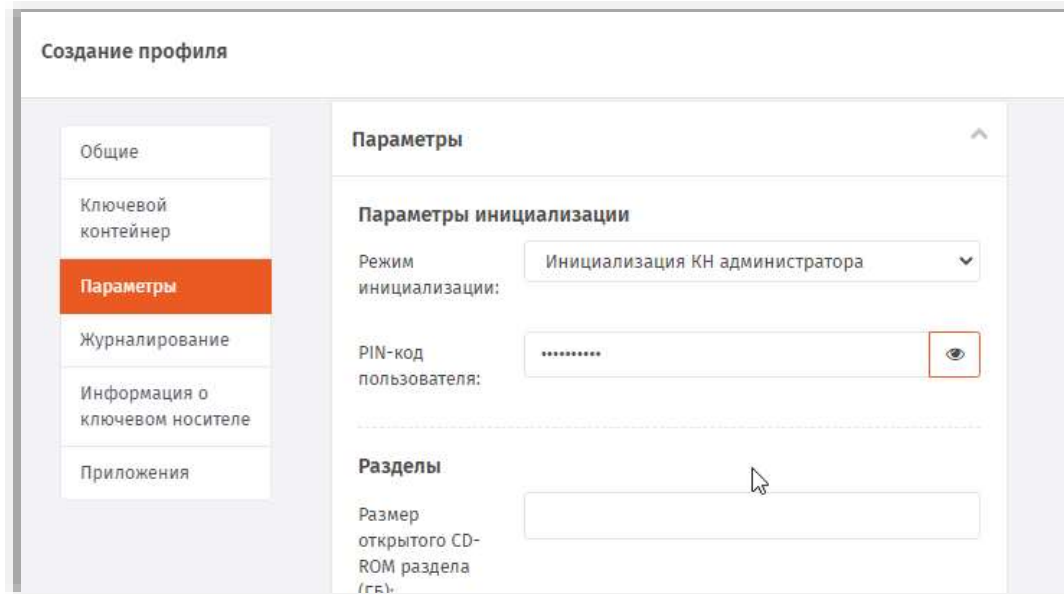 Создание профиля
Общие
Ключевой
контейнер
Параметры
Журналирование
Информация о
ключевом носителе
Приложения
Параметры
Параметры инициализации
Режим
инициализации:
Инициализация КН администратора
PIN-код
пользователя:
••••••••••
Разделы
Размер
открытого CD-
ROM раздела
(ГБ):